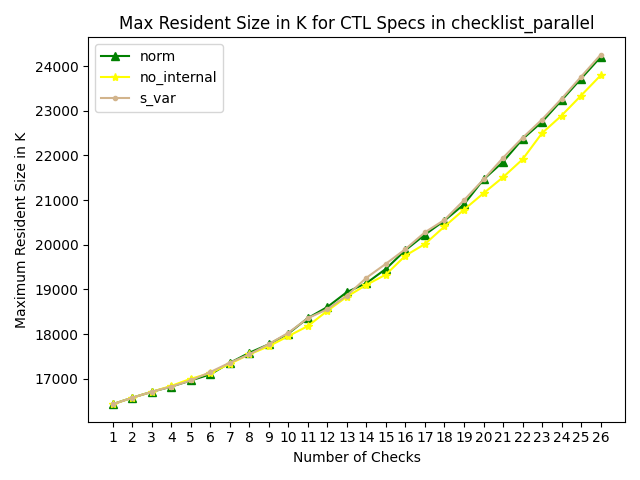 Max Resident Size in K for CTL Specs in checklist_parallel
norm
no_internal
s_var
Maximum Resident Size in K
24000
23000
22000
21000
20000
19000
18000
17000
1 2 3 4 5 6 7 8 9 10 11 12 13 14 15 16 17 18 19 20 21 22 23 24 25 26
Number of Checks